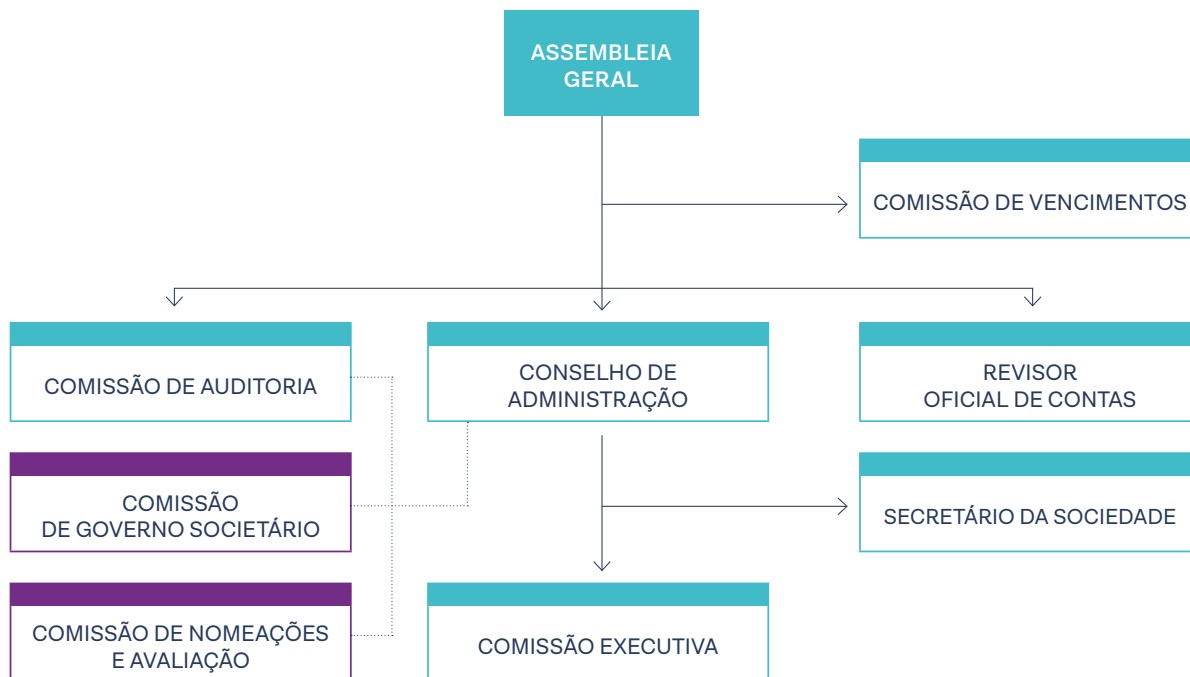 ASSEMBLEIA
GERAL
COMISSÃO DE VENCIMENTOS
COMISSÃO DE AUDITORIA
CONSELHO DE
ADMINISTRAÇÃO
REVISOR
OFICIAL DE CONTAS
COMISSÃO
DE GOVERNO SOCIETÁRIO
SECRETÁRIO DA SOCIEDADE
COMISSÃO DE NOMEAÇÕES
E AVALIAÇÃO
COMISSÃO EXECUTIVA